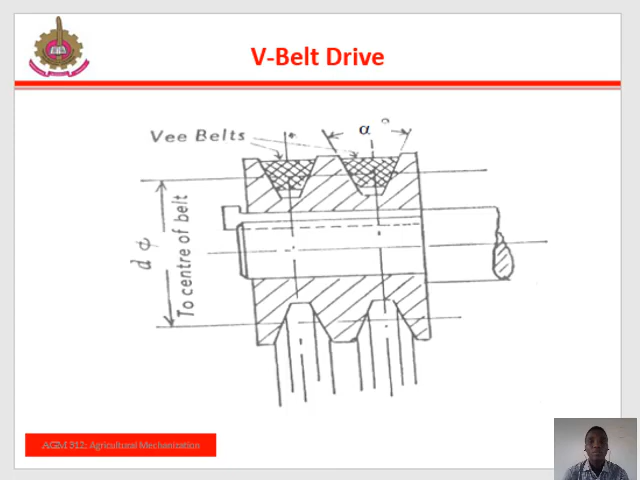 V-Belt Drive
Vee Belts
α °
d φ
To centre of belt
AGM 312: Agricultural Mechanization